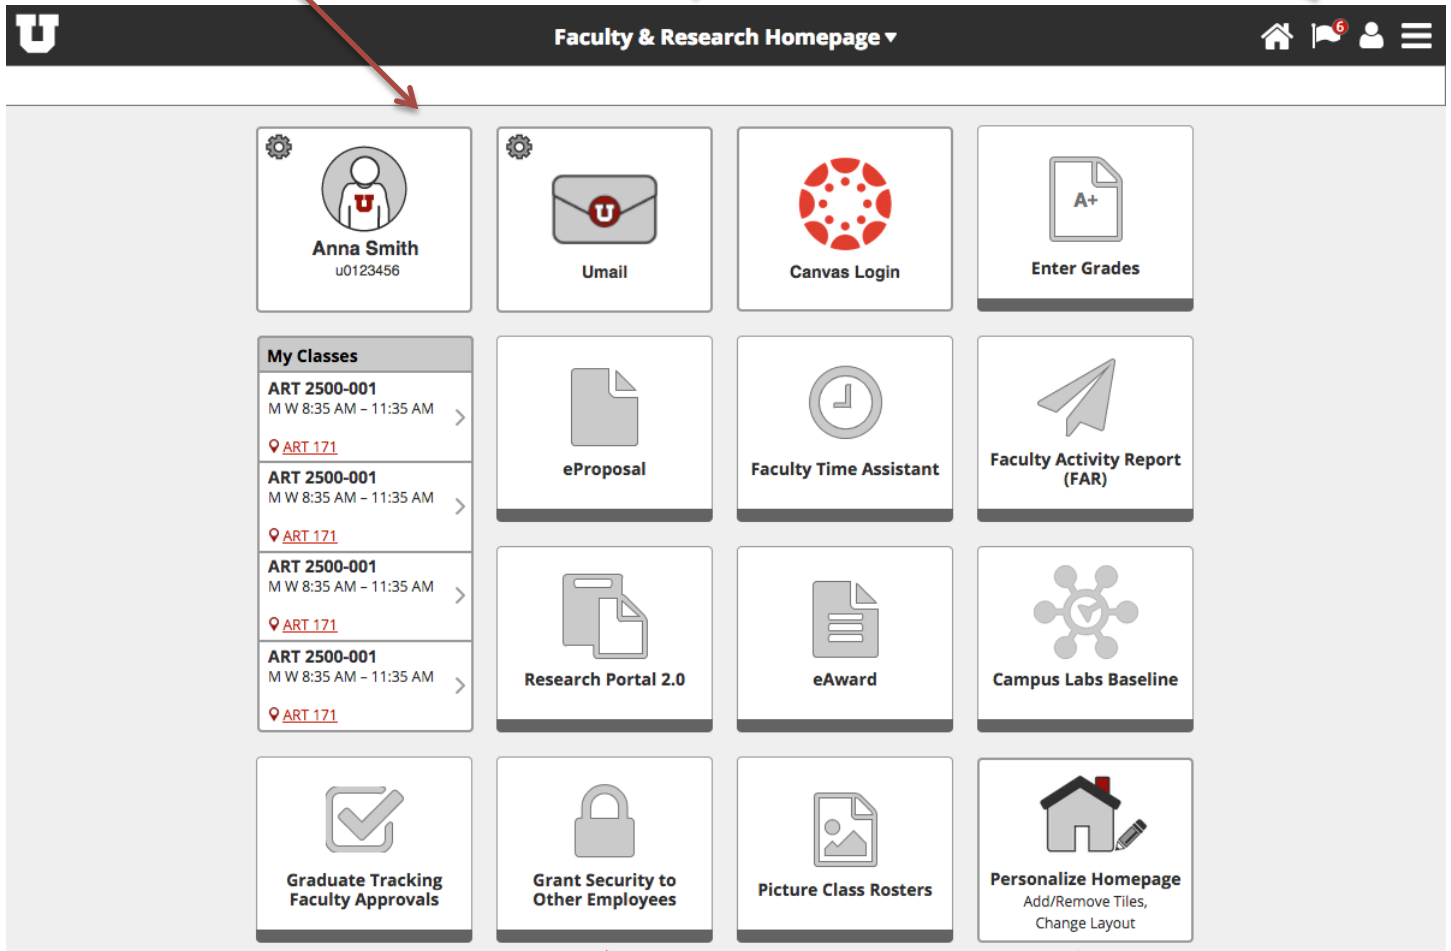 U
Faculty & Research Homepage
6
U
Anna Smith
u0123456
U
Umail
Canvas Login
A+
Enter Grades
My Classes
ART 2500-001
M W 8:35 AM – 11:35 AM
ART 171
ART 2500-001
M W 8:35 AM – 11:35 AM
ART 171
ART 2500-001
M W 8:35 AM – 11:35 AM
ART 171
ART 2500-001
M W 8:35 AM – 11:35 AM
ART 171
eProposal
Faculty Time Assistant
Faculty Activity Report
(FAR)
Research Portal 2.0
eAward
Campus Labs Baseline
Graduate Tracking
Faculty Approvals
Grant Security to
Other Employees
Picture Class Rosters
Personalize Homepage
Add/Remove Tiles,
Change Layout